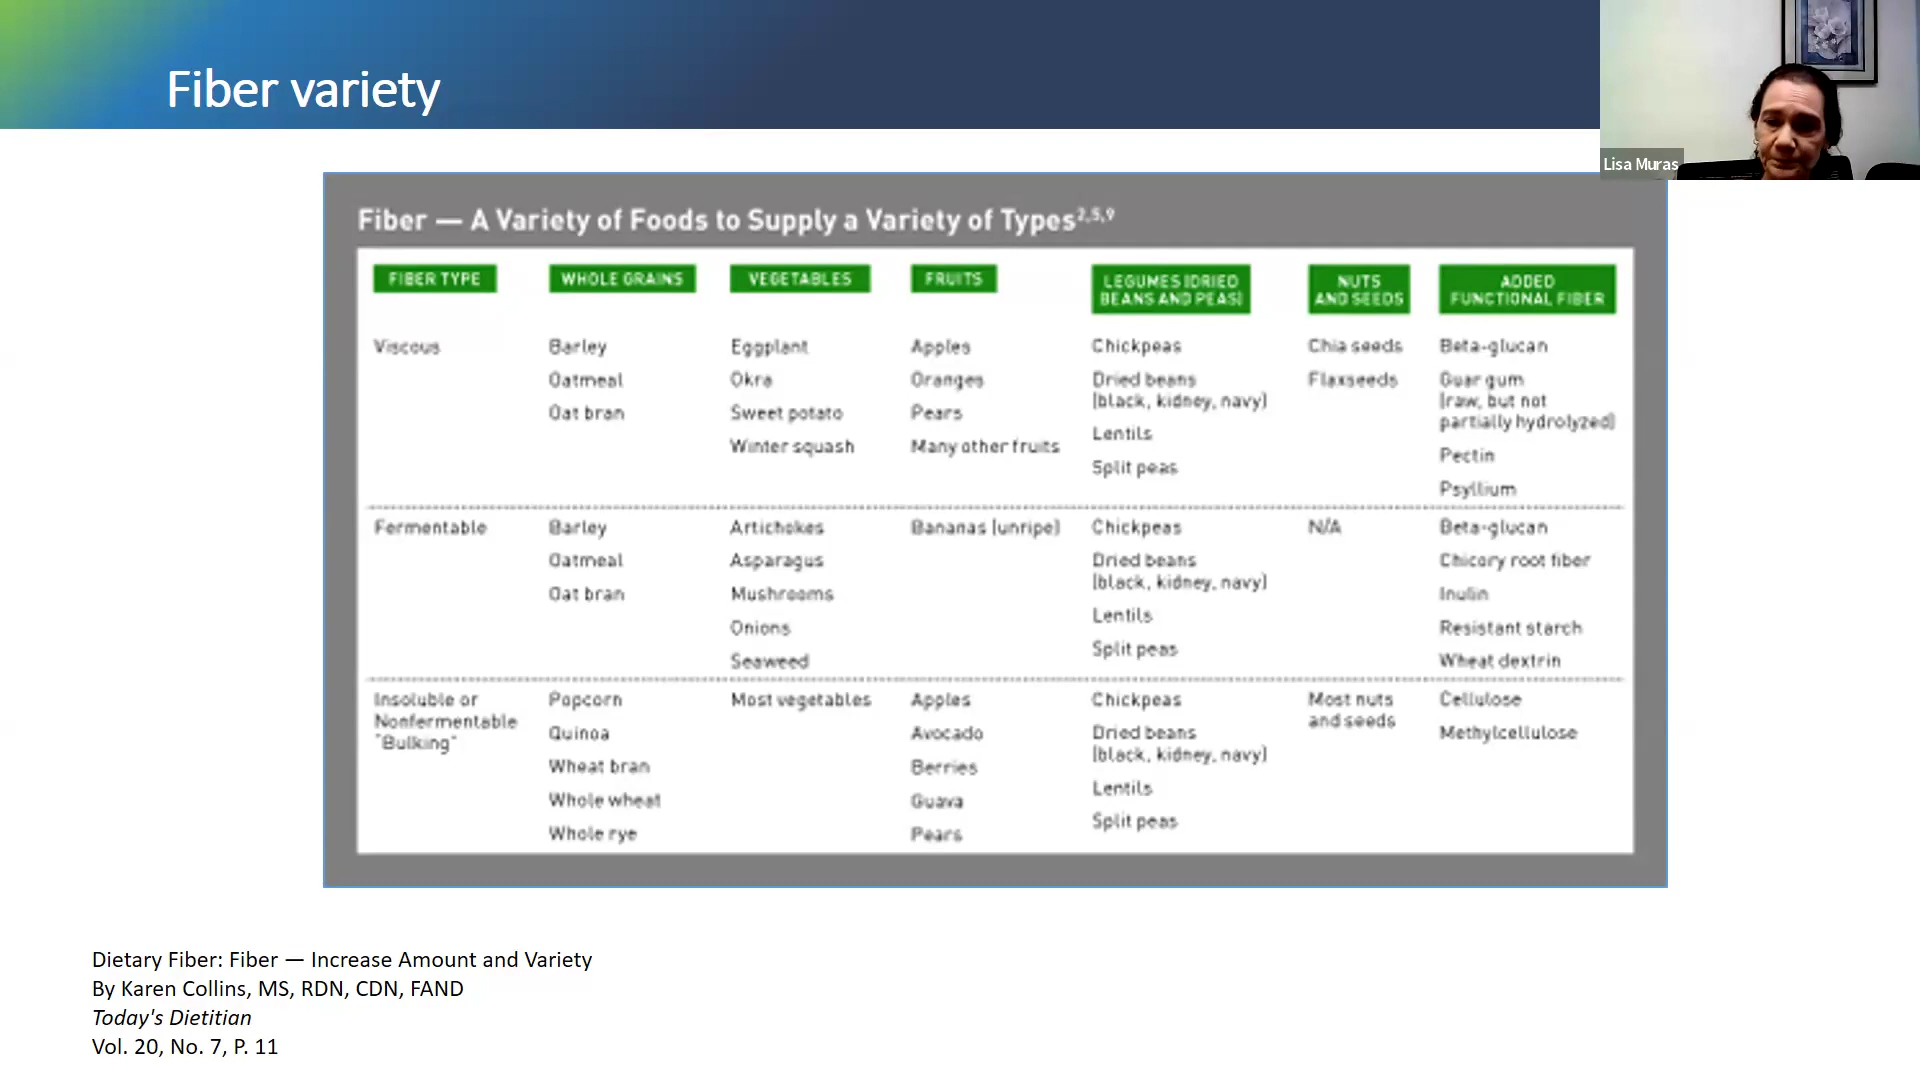 Fiber variety
Lisa Muras
Fiber — A Variety of Foods to Supply a Variety of Types2,5,9
FIBER TYPE
WHOLE GRAINS
VEGETABLES
FRUITS
LEGUMES (DRIED
BEANS AND PEAS)
NUTS
AND SEEDS
ADDED
FUNCTIONAL FIBER
Viscous
Barley
Oatmeal
Oat bran
Eggplant
Okra
Sweet potato
Winter squash
Apples
Oranges
Pears
Many other fruits
Chickpeas
Dried beans
(black, kidney, navy)
Lentils
Split peas
Chia seeds
Flaxseeds
Beta-glucan
Guar gum
(raw, but not
partially hydrolyzed)
Pectin
Psyllium
Fermentable
Barley
Oatmeal
Oat bran
Artichokes
Asparagus
Mushrooms
Onions
Seaweed
Bananas (unripe)
Chickpeas
Dried beans
(black, kidney, navy)
Lentils
Split peas
N/A
Beta-glucan
Chicory root fiber
Inulin
Resistant starch
Wheat dextrin
Insoluble or
Nonfermentable
"Bulking"
Popcorn
Quinoa
Wheat bran
Whole wheat
Whole rye
Most vegetables
Apples
Avocado
Berries
Guava
Pears
Chickpeas
Dried beans
(black, kidney, navy)
Lentils
Split peas
Most nuts
and seeds
Cellulose
Methylcellulose
Dietary Fiber: Fiber — Increase Amount and Variety
By Karen Collins, MS, RDN, CDN, FAND
Today's Dietitian
Vol. 20, No. 7, P. 11